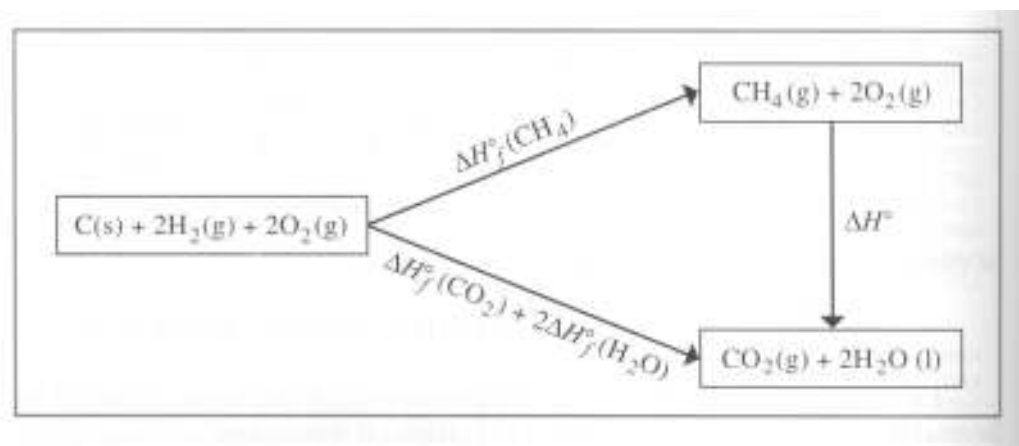 CH₄(g) + 2O₂(g)
ΔH°f(CH₄)
C(s) + 2H₂(g) + 2O₂(g)
ΔH°
ΔH°f(CO₂) + 2ΔH°f(H₂O)
CO₂(g) + 2H₂O (l)